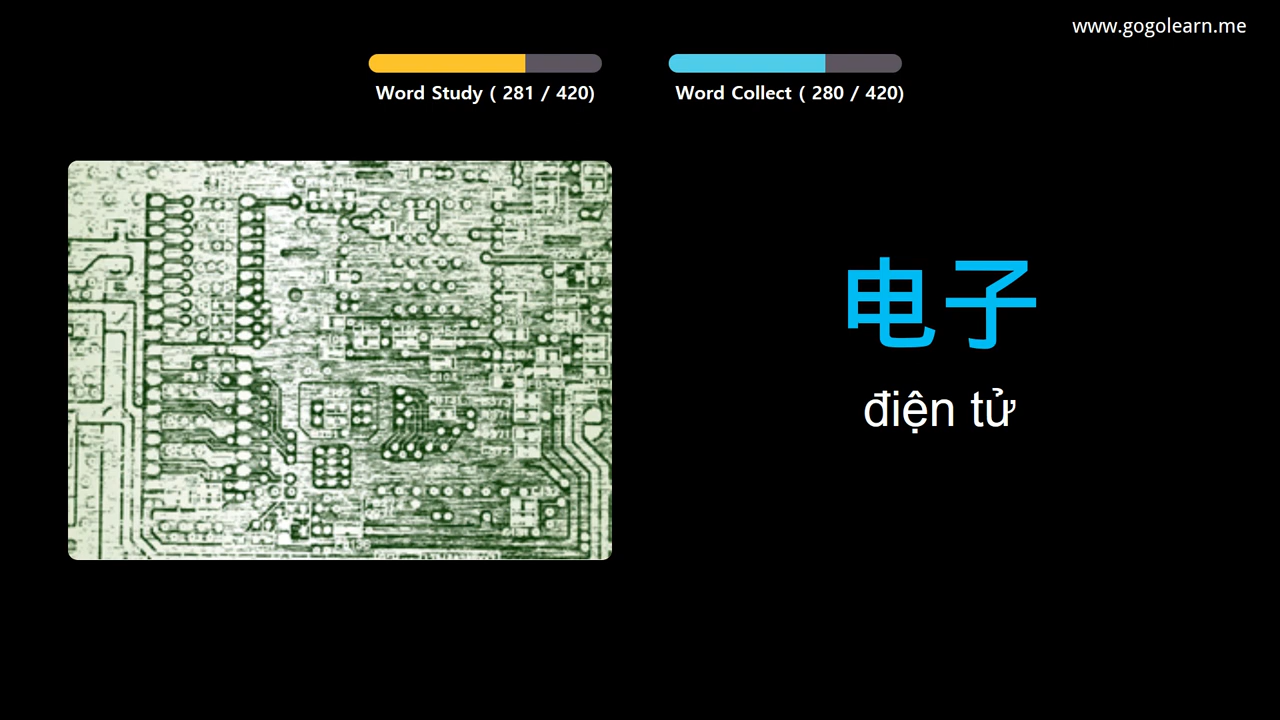 www.gogolearn.me
Word Study ( 281 / 420)
Word Collect ( 280 / 420)
电子
điện tử